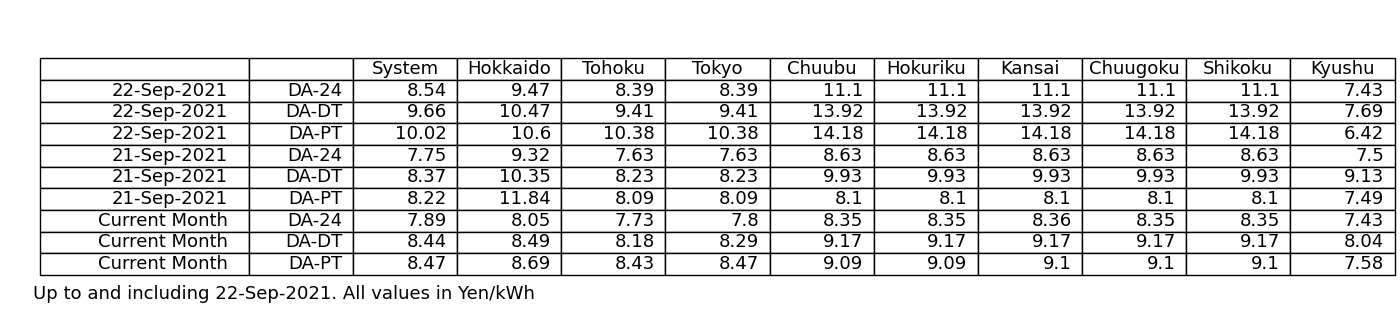 System Hokkaido Tohoku Tokyo Chuubu Hokuriku Kansai Chuugoku Shikoku Kyushu
22-Sep-2021 DA-24 8.54 9.47 8.39 8.39 11.1 11.1 11.1 11.1 11.1 7.43
22-Sep-2021 DA-DT 9.66 10.47 9.41 9.41 13.92 13.92 13.92 13.92 13.92 7.69
22-Sep-2021 DA-PT 10.02 10.6 10.38 10.38 14.18 14.18 14.18 14.18 14.18 6.42
21-Sep-2021 DA-24 7.75 9.32 7.63 7.63 8.63 8.63 8.63 8.63 8.63 7.5
21-Sep-2021 DA-DT 8.37 10.35 8.23 8.23 9.93 9.93 9.93 9.93 9.93 9.13
21-Sep-2021 DA-PT 8.22 11.84 8.09 8.09 8.1 8.1 8.1 8.1 8.1 7.49
Current Month DA-24 7.89 8.05 7.73 7.8 8.35 8.35 8.36 8.35 8.35 7.43
Current Month DA-DT 8.44 8.49 8.18 8.29 9.17 9.17 9.17 9.17 9.17 8.04
Current Month DA-PT 8.47 8.69 8.43 8.47 9.09 9.09 9.1 9.1 9.1 7.58
Up to and including 22-Sep-2021. All values in Yen/kWh